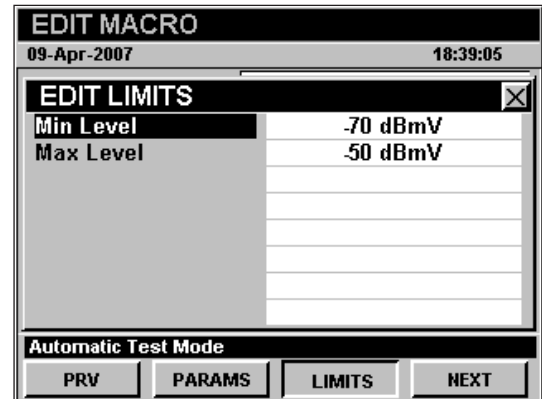 EDIT MACRO
09-Apr-2007 18:39:05
EDIT LIMITS
Min Level -70 dBmV
Max Level -50 dBmV
Automatic Test Mode
PRV PARAMS LIMITS NEXT